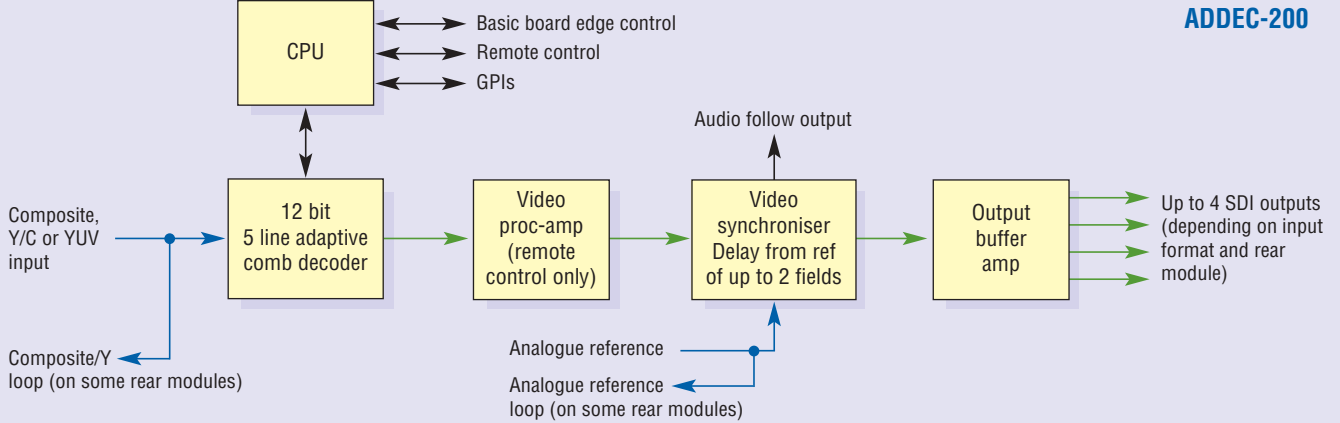 ADDEC-200
CPU
Basic board edge control
Remote control
GPIs
Audio follow output
Composite,
Y/C or YUV
input
12 bit
5 line adaptive
comb decoder
Video
proc-amp
(remote
control only)
Video
synchroniser
Delay from ref
of up to 2 fields
Output
buffer
amp
Up to 4 SDI outputs
(depending on input
format and rear
module)
Composite/Y
loop (on some rear modules)
Analogue reference
Analogue reference
loop (on some rear modules)